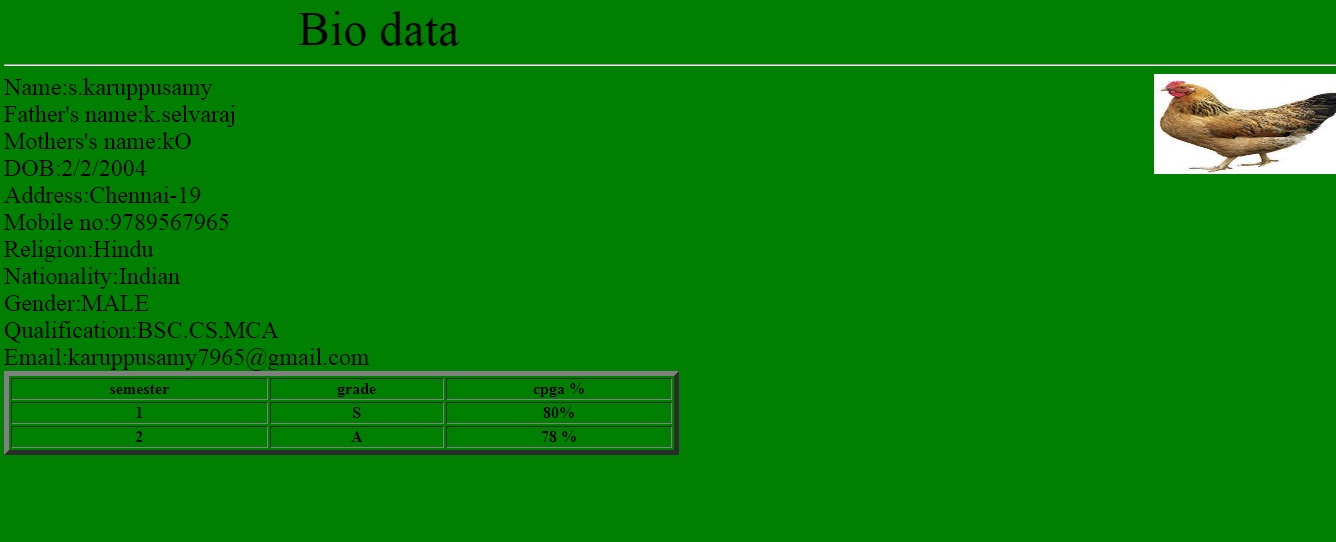 Bio data
Name:s.karuppusamy
Father's name:k.selvaraj
Mothers's name:kO
DOB:2/2/2004
Address:Chennai-19
Mobile no:9789567965
Religion:Hindu
Nationality:Indian
Gender:MALE
Qualification:BSC.CS,MCA
Email:karuppusamy7965@gmail.com
semester grade cpga %
1 S 80%
2 A 78 %